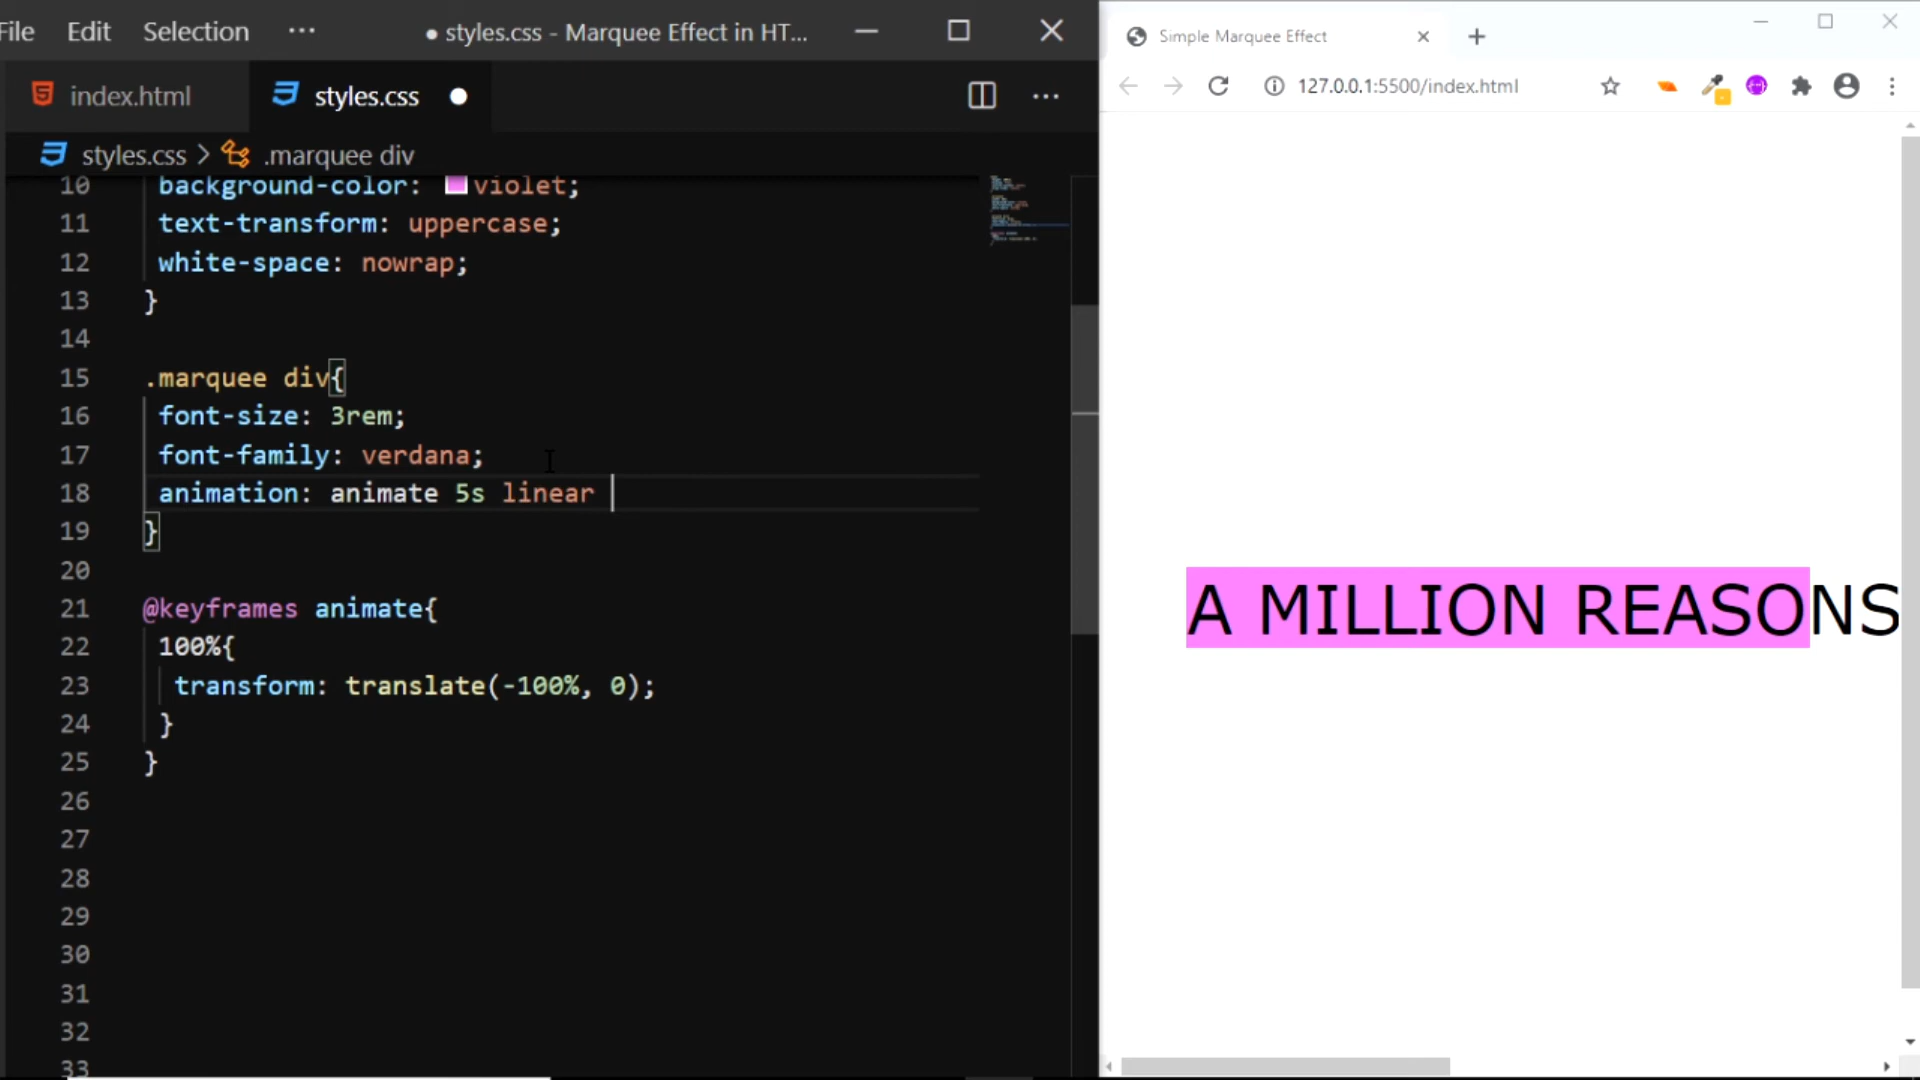 File Edit Selection ··· ● styles.css - Marquee Effect in HT...
index.html styles.css
styles.css > .marquee div
10 background-color: violet;
11 text-transform: uppercase;
12 white-space: nowrap;
13 }
14
15 .marquee div{
16 font-size: 3rem;
17 font-family: verdana;
18 animation: animate 5s linear
19 }
20
21 @keyframes animate{
22 100%{
23 transform: translate(-100%, 0);
24 }
25 }
26
27
28
29
30
31
32
33
Simple Marquee Effect
127.0.0.1:5500/index.html
A MILLION REASONS